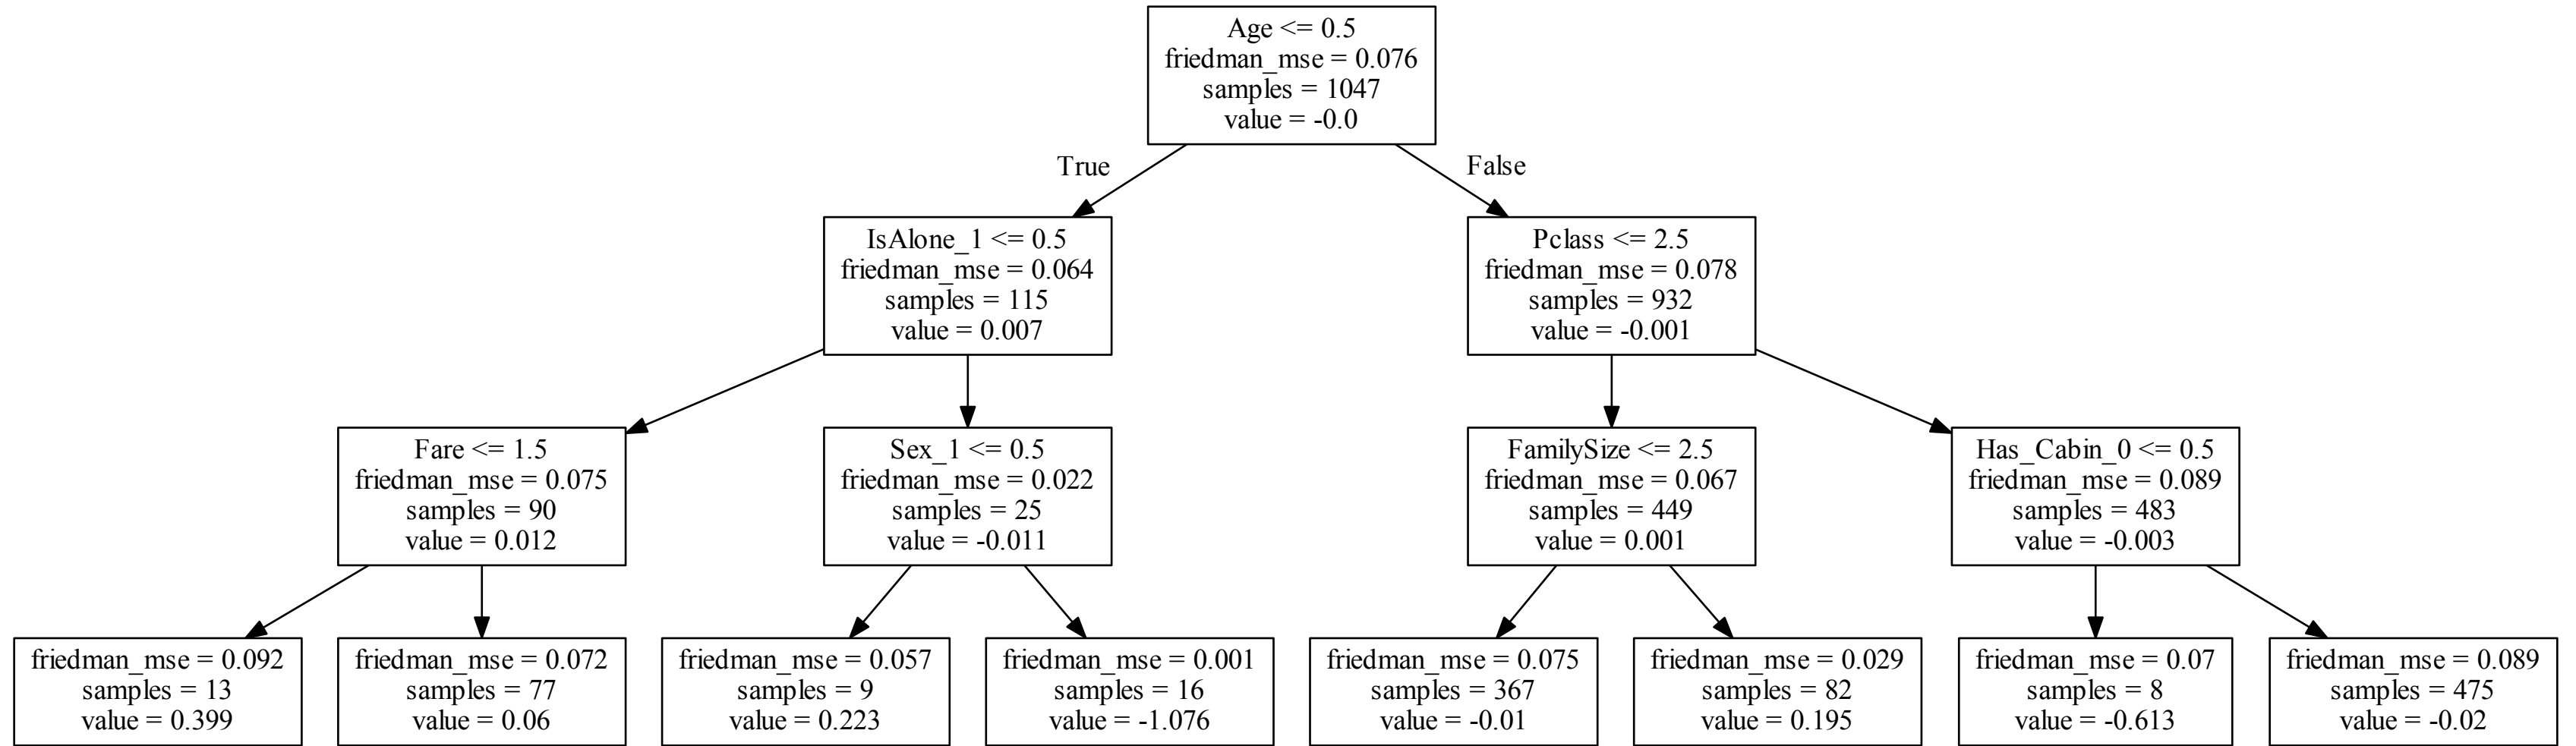 Age <= 0.5
friedman_mse = 0.076
samples = 1047
value = -0.0
True
False
IsAlone_1 <= 0.5
friedman_mse = 0.064
samples = 115
value = 0.007
Pclass <= 2.5
friedman_mse = 0.078
samples = 932
value = -0.001
Fare <= 1.5
friedman_mse = 0.075
samples = 90
value = 0.012
Sex_1 <= 0.5
friedman_mse = 0.022
samples = 25
value = -0.011
FamilySize <= 2.5
friedman_mse = 0.067
samples = 449
value = 0.001
Has_Cabin_0 <= 0.5
friedman_mse = 0.089
samples = 483
value = -0.003
friedman_mse = 0.092
samples = 13
value = 0.399
friedman_mse = 0.072
samples = 77
value = 0.06
friedman_mse = 0.057
samples = 9
value = 0.223
friedman_mse = 0.001
samples = 16
value = -1.076
friedman_mse = 0.075
samples = 367
value = -0.01
friedman_mse = 0.029
samples = 82
value = 0.195
friedman_mse = 0.07
samples = 8
value = -0.613
friedman_mse = 0.089
samples = 475
value = -0.02